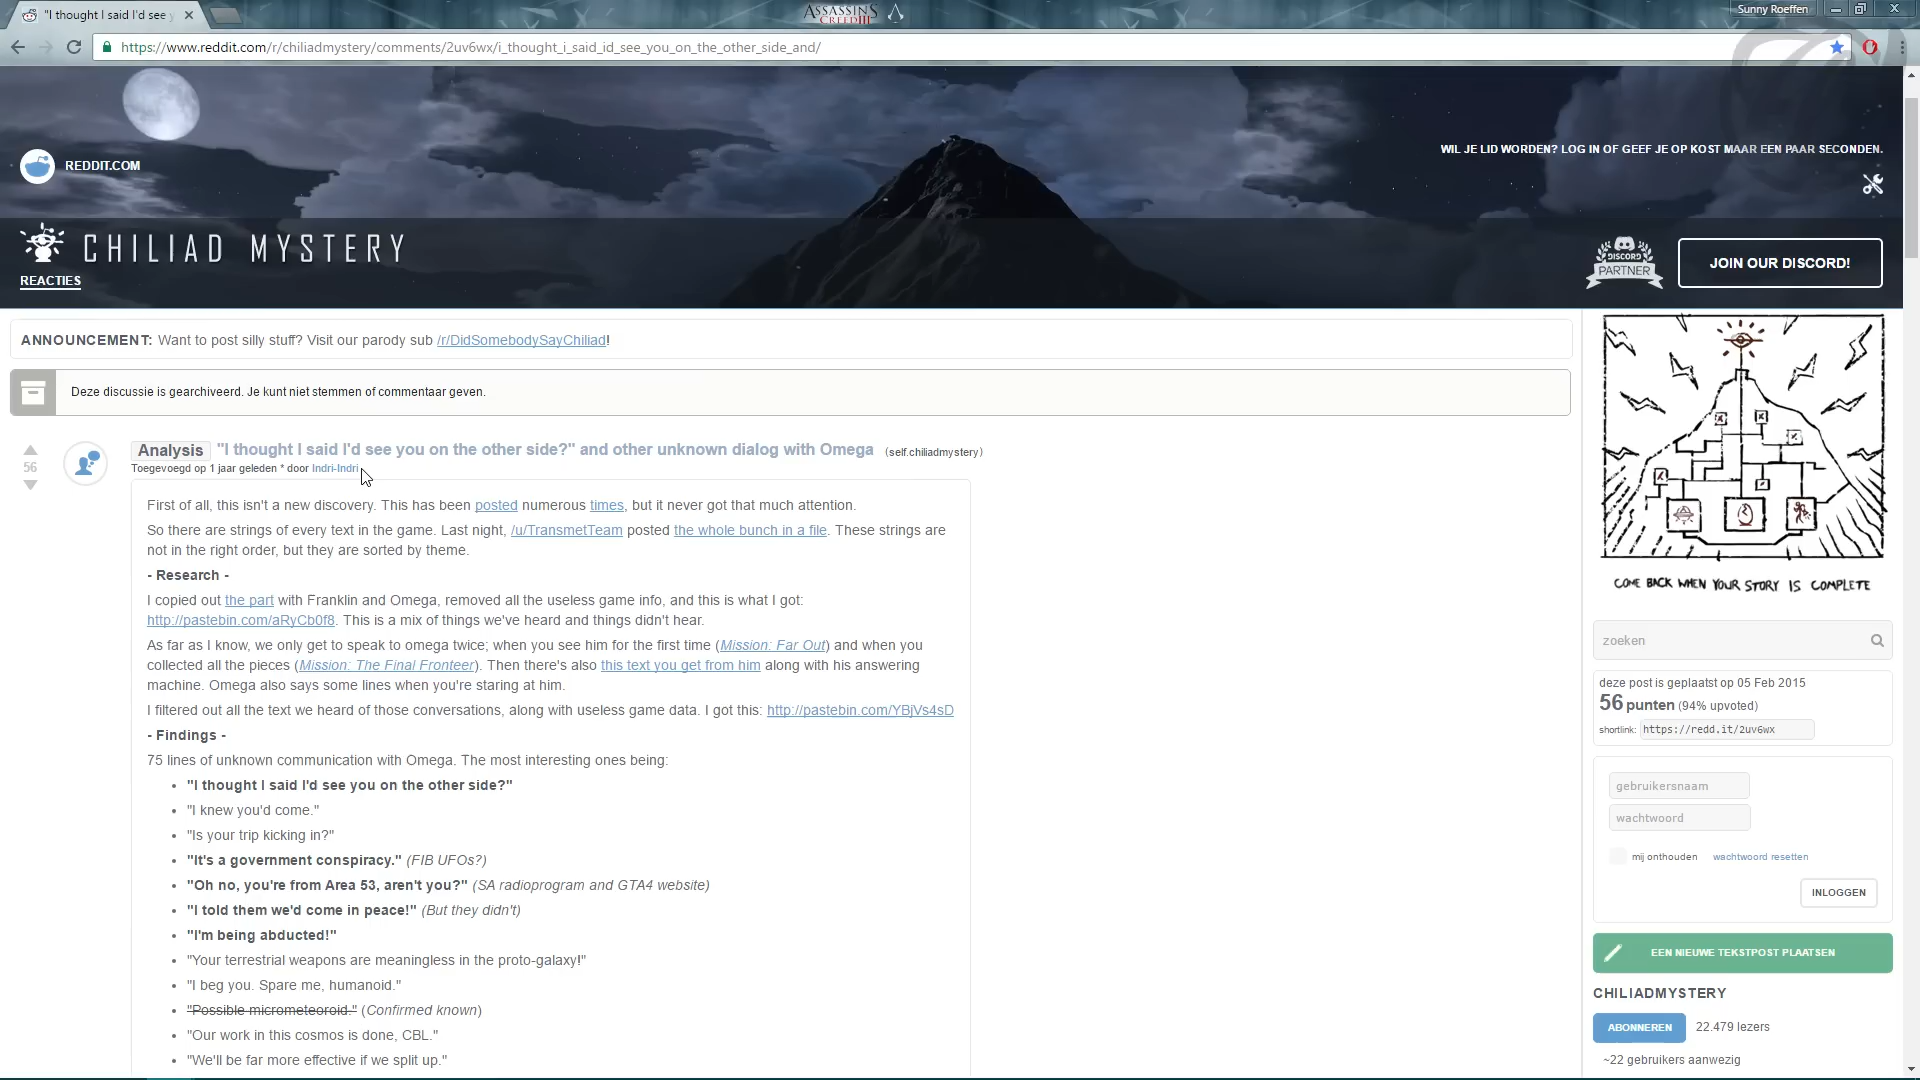 "I thought I said I'd see y
ASSASSIN'S
CREED III
Sunny Roeffen
https://www.reddit.com/r/chiliadmystery/comments/2uv6wx/i_thought_i_said_id_see_you_on_the_other_side_and/
REDDIT.COM
WIL JE LID WORDEN? LOG IN OF GEEF JE OP KOST MAAR EEN PAAR SECONDEN.
CHILIAD MYSTERY
REACTIES
DISCORD
PARTNER
JOIN OUR DISCORD!
ANNOUNCEMENT: Want to post silly stuff? Visit our parody sub /r/DidSomebodySayChiliad!
Deze discussie is gearchiveerd. Je kunt niet stemmen of commentaar geven.
56
Analysis "I thought I said I'd see you on the other side?" and other unknown dialog with Omega (self.chiliadmystery)
Toegevoegd op 1 jaar geleden * door Indri-Indri
First of all, this isn't a new discovery. This has been posted numerous times, but it never got that much attention.
So there are strings of every text in the game. Last night, /u/TransmetTeam posted the whole bunch in a file. These strings are
not in the right order, but they are sorted by theme.
- Research -
I copied out the part with Franklin and Omega, removed all the useless game info, and this is what I got:
http://pastebin.com/aRyCb0f8. This is a mix of things we've heard and things didn't hear.
As far as I know, we only get to speak to omega twice; when you see him for the first time (Mission: Far Out) and when you
collected all the pieces (Mission: The Final Fronteer). Then there's also this text you get from him along with his answering
machine. Omega also says some lines when you're staring at him.
I filtered out all the text we heard of those conversations, along with useless game data. I got this: http://pastebin.com/YBjVs4sD
- Findings -
75 lines of unknown communication with Omega. The most interesting ones being:
• "I thought I said I'd see you on the other side?"
• "I knew you'd come."
• "Is your trip kicking in?"
• "It's a government conspiracy." (FIB UFOs?)
• "Oh no, you're from Area 53, aren't you?" (SA radioprogram and GTA4 website)
• "I told them we'd come in peace!" (But they didn't)
• "I'm being abducted!"
• "Your terrestrial weapons are meaningless in the proto-galaxy!"
• "I beg you. Spare me, humanoid."
• "Possible micrometeoroid." (Confirmed known)
• "Our work in this cosmos is done, CBL."
• "We'll be far more effective if we split up."
COME BACK WHEN YOUR STORY IS COMPLETE
zoeken
deze post is geplaatst op 05 Feb 2015
56 punten (94% upvoted)
shortlink: https://redd.it/2uv6wx
gebruikersnaam
wachtwoord
mij onthouden wachtwoord resetten
INLOGGEN
EEN NIEUWE TEKSTPOST PLAATSEN
CHILIADMYSTERY
ABONNEREN 22.479 lezers
~22 gebruikers aanwezig